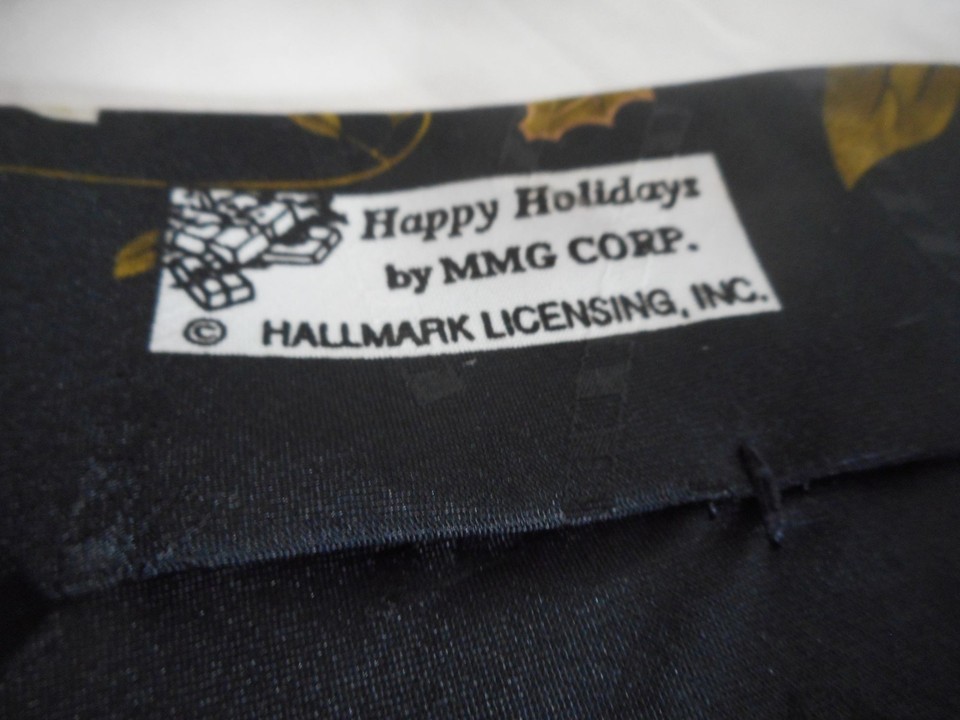 Happy Holidays
by MMG CORP.
© HALLMARK LICENSING, INC.